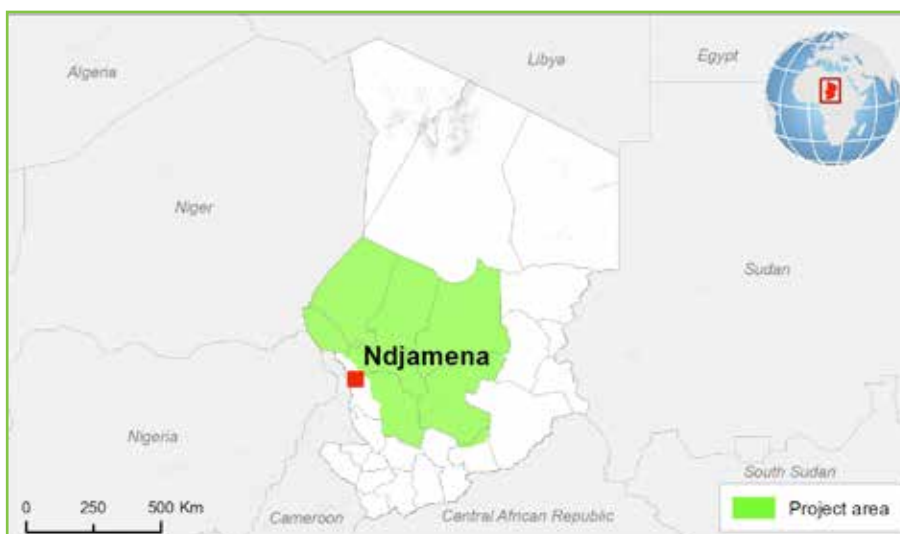 Algeria
Libya
Egypt
Niger
Sudan
Ndjamena
Nigeria
South Sudan
0 250 500 Km
Cameroon
Central African Republic
Project area